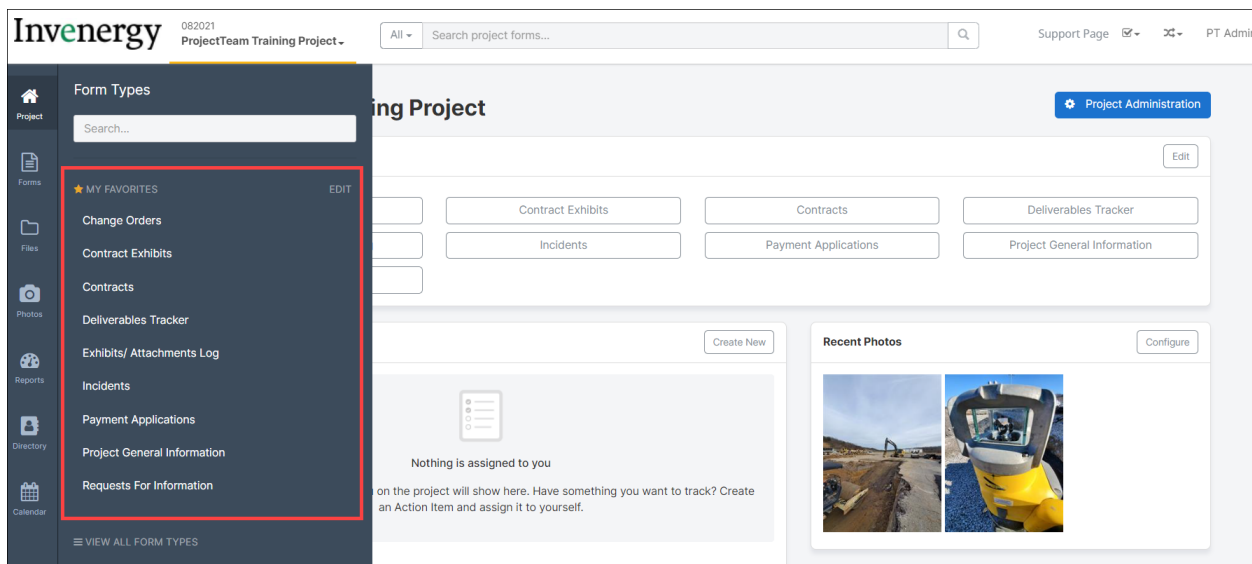 Invenergy
082021
ProjectTeam Training Project
All
Search project forms...
Support Page
PT Admi
Project
Forms
Files
Photos
Reports
Directory
Calendar
Form Types
Search...
MY FAVORITES EDIT
Change Orders
Contract Exhibits
Contracts
Deliverables Tracker
Exhibits/ Attachments Log
Incidents
Payment Applications
Project General Information
Requests For Information
VIEW ALL FORM TYPES
ing Project
Project Administration
Edit
Contract Exhibits Contracts Deliverables Tracker
Incidents Payment Applications Project General Information
Create New
Nothing is assigned to you
on the project will show here. Have something you want to track? Create
an Action Item and assign it to yourself.
Recent Photos
Configure